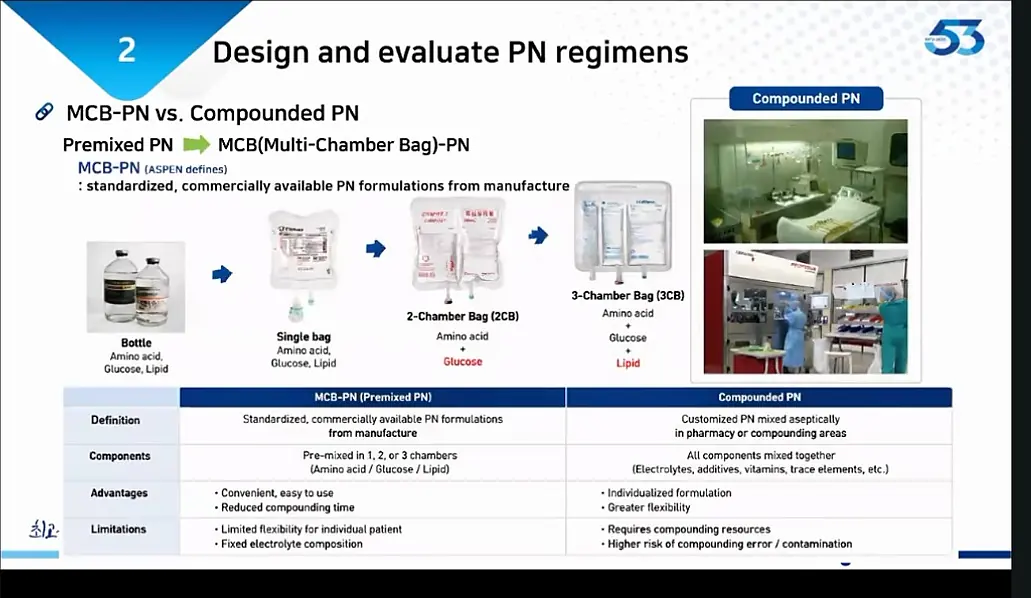 2
Design and evaluate PN regimens
53
MCB-PN vs. Compounded PN
Premixed PN
MCB(Multi-Chamber Bag)-PN
MCB-PN (ASPEN defines)
: standardized, commercially available PN formulations from manufacture
Bottle
Amino acid,
Glucose, Lipid
Single bag
Amino acid,
Glucose, Lipid
2-Chamber Bag (2CB)
Amino acid
+
Glucose
3-Chamber Bag (3CB)
Amino acid
+
Glucose
+
Lipid
Compounded PN
MCB-PN (Premixed PN)
Compounded PN
Definition
Standardized, commercially available PN formulations
from manufacture
Customized PN mixed aseptically
in pharmacy or compounding areas
Components
Pre-mixed in 1, 2, or 3 chambers
(Amino acid / Glucose / Lipid)
All components mixed together
(Electrolytes, additives, vitamins, trace elements, etc.)
Advantages
• Convenient, easy to use
• Reduced compounding time
• Individualized formulation
• Greater flexibility
Limitations
• Limited flexibility for individual patient
• Fixed electrolyte composition
• Requires compounding resources
• Higher risk of compounding error / contamination